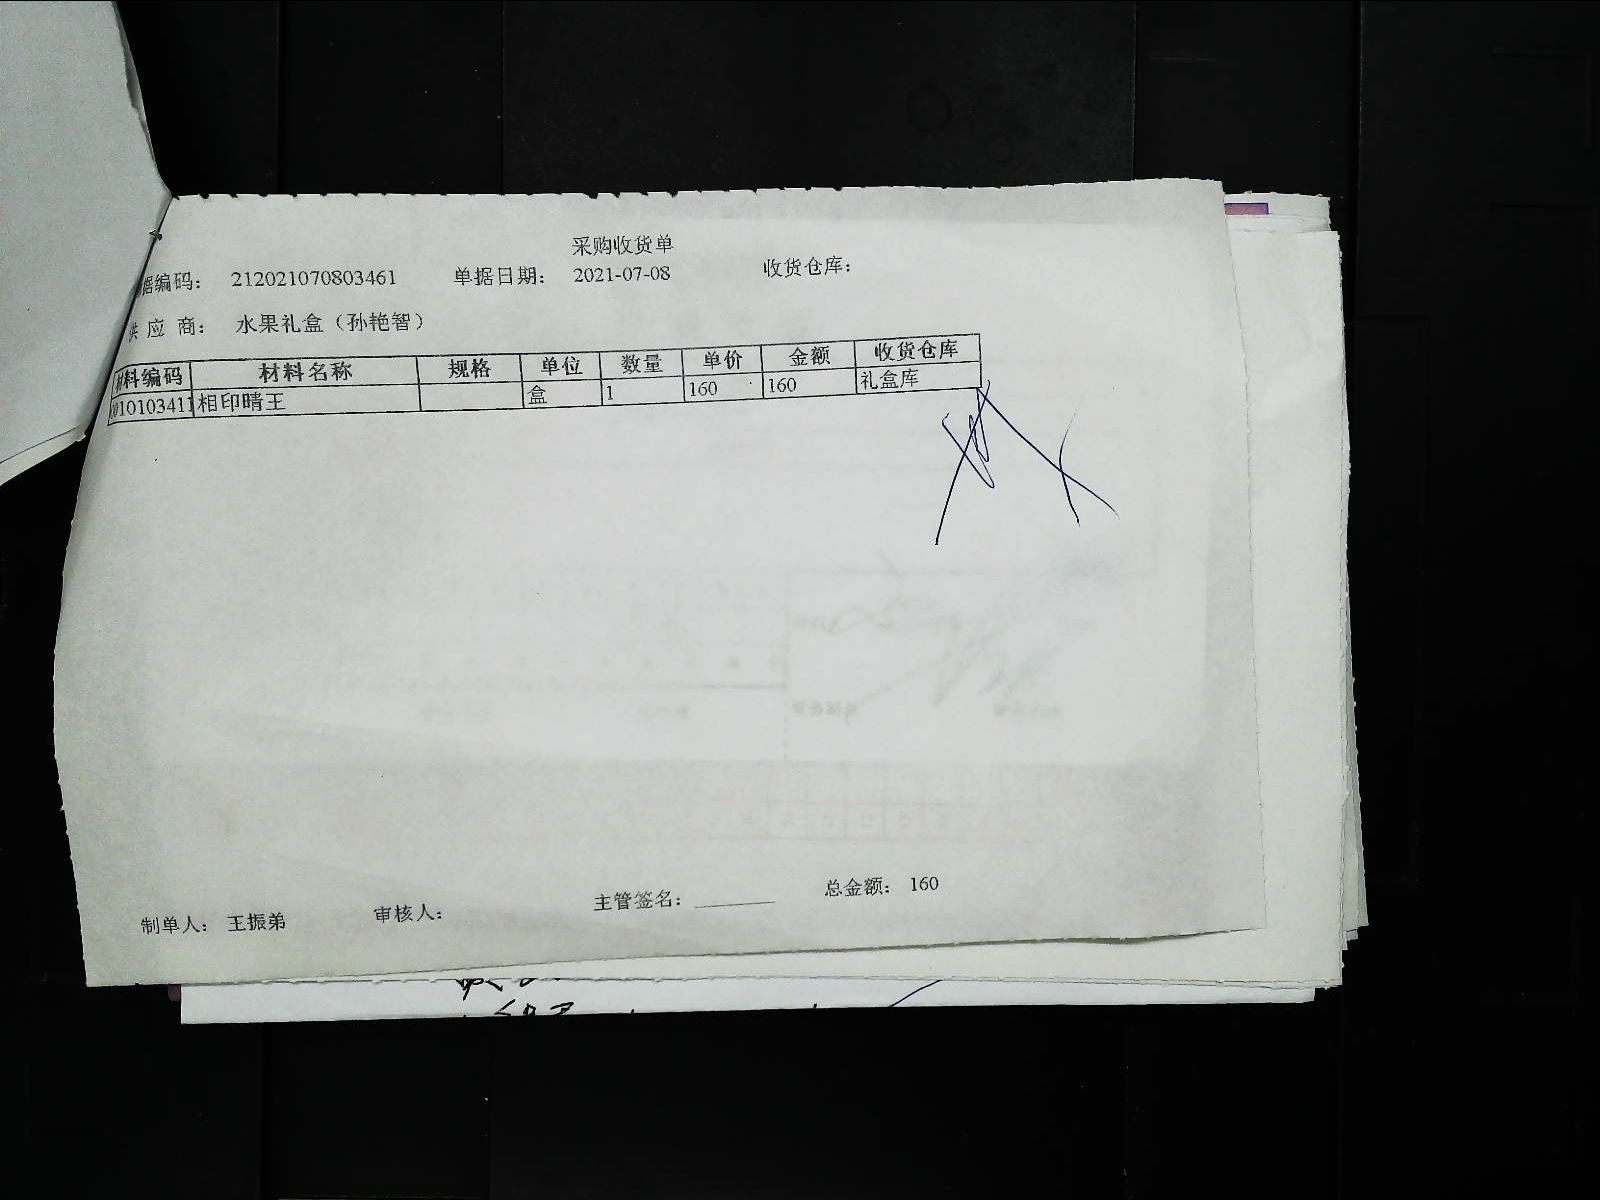 采购收货单
据编码： 212021070803461 单据日期： 2021-07-08 收货仓库：
供 应 商： 水果礼盒（孙艳智）
材料编码 材料名称 规格 单位 数量 单价 金额 收货仓库
010103411 相印晴王 盒 1 160 160 礼盒库
制单人： 王振弟 审核人： 主管签名： 总金额： 160